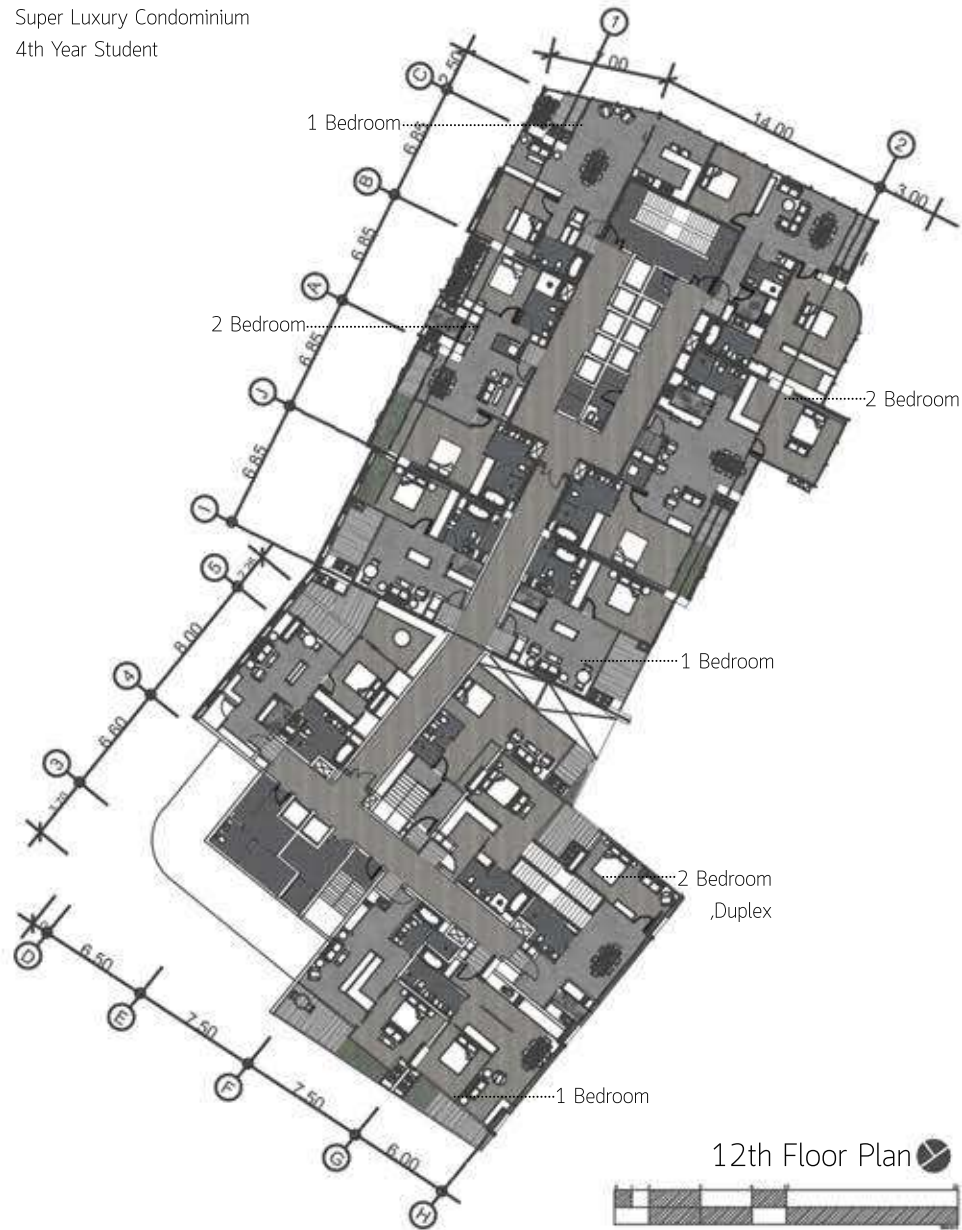 Super Luxury Condominium
4th Year Student
1
2
C
B
A
J
I
5
4
3
D
E
F
G
H
2.50
6.85
6.85
6.85
6.85
14.00
3.00
8.00
6.60
6.50
7.50
7.50
6.00
1 Bedroom
2 Bedroom
2 Bedroom
1 Bedroom
2 Bedroom
,Duplex
1 Bedroom
12th Floor Plan